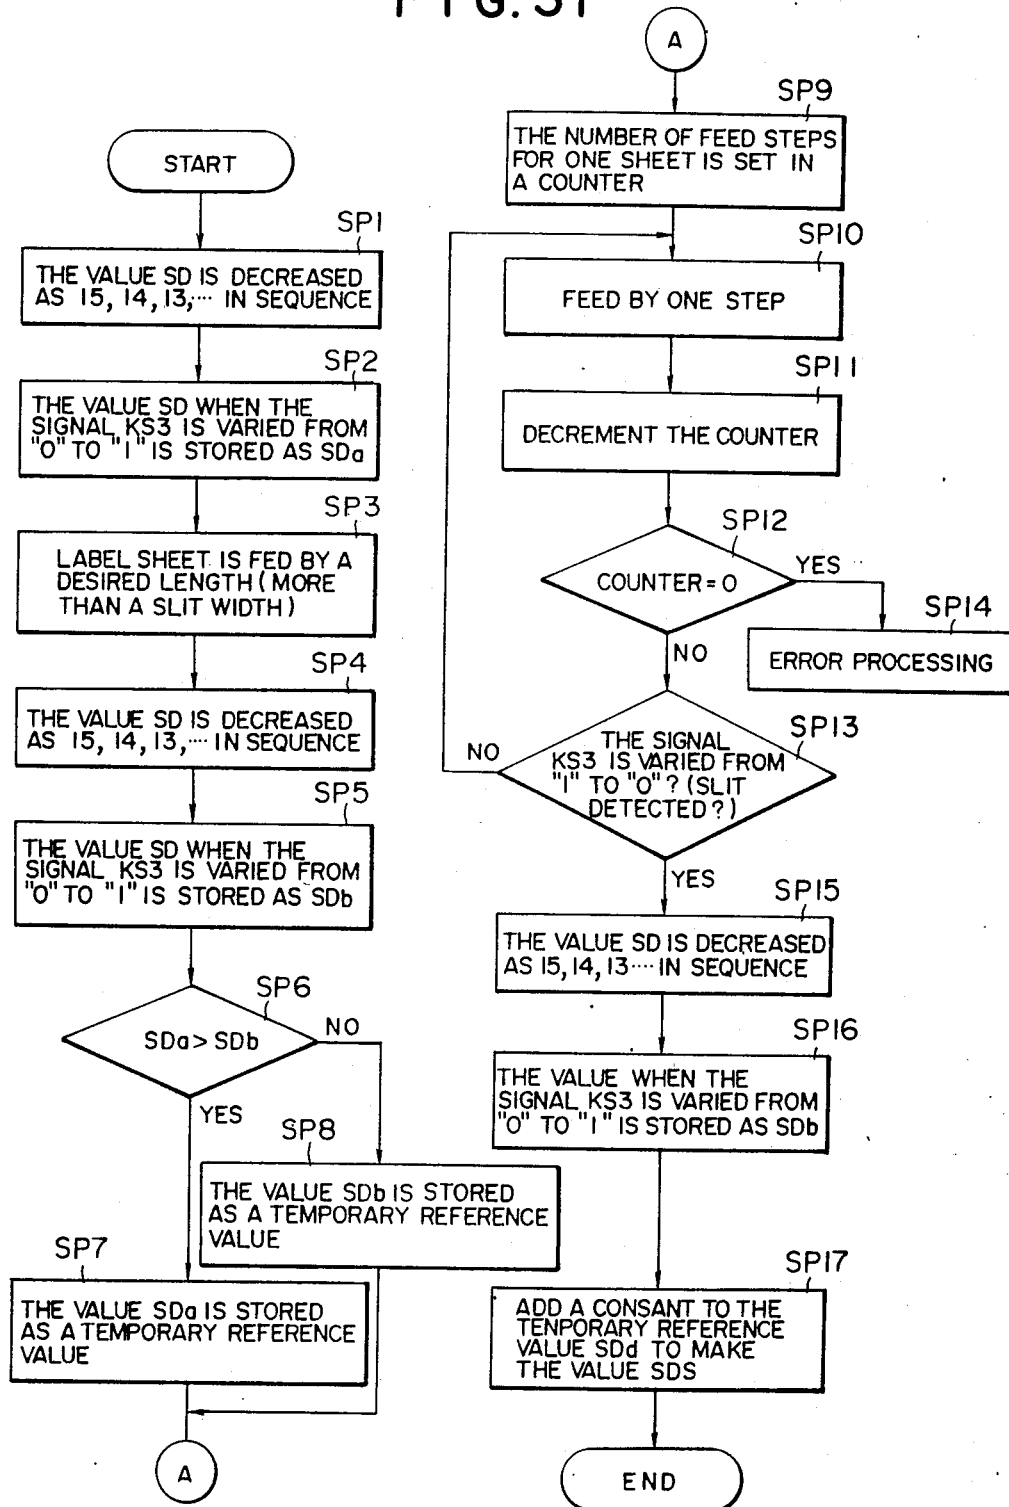 FIG. 31
START
SP1
THE VALUE SD IS DECREASED
AS 15, 14, 13, ··· IN SEQUENCE
SP2
THE VALUE SD WHEN THE
SIGNAL KS3 IS VARIED FROM
"0" TO "1" IS STORED AS SDa
SP3
LABEL SHEET IS FED BY A
DESIRED LENGTH (MORE
THAN A SLIT WIDTH)
SP4
THE VALUE SD IS DECREASED
AS 15, 14, 13, ··· IN SEQUENCE
SP5
THE VALUE SD WHEN THE
SIGNAL KS3 IS VARIED FROM
"0" TO "1" IS STORED AS SDb
SP6
SDa > SDb
NO
YES
SP8
THE VALUE SDb IS STORED
AS A TEMPORARY REFERENCE
VALUE
SP7
THE VALUE SDa IS STORED
AS A TEMPORARY REFERENCE
VALUE
A
A
SP9
THE NUMBER OF FEED STEPS
FOR ONE SHEET IS SET IN
A COUNTER
SP10
FEED BY ONE STEP
SP11
DECREMENT THE COUNTER
SP12
COUNTER = 0
YES
NO
SP14
ERROR PROCESSING
SP13
THE SIGNAL
KS3 IS VARIED FROM
"1" TO "0"? (SLIT
DETECTED?)
NO
YES
SP15
THE VALUE SD IS DECREASED
AS 15, 14, 13 ···· IN SEQUENCE
SP16
THE VALUE WHEN THE
SIGNAL KS3 IS VARIED FROM
"0" TO "1" IS STORED AS SDb
SP17
ADD A CONSANT TO THE
TENPORARY REFERENCE
VALUE SDd TO MAKE
THE VALUE SDS
END